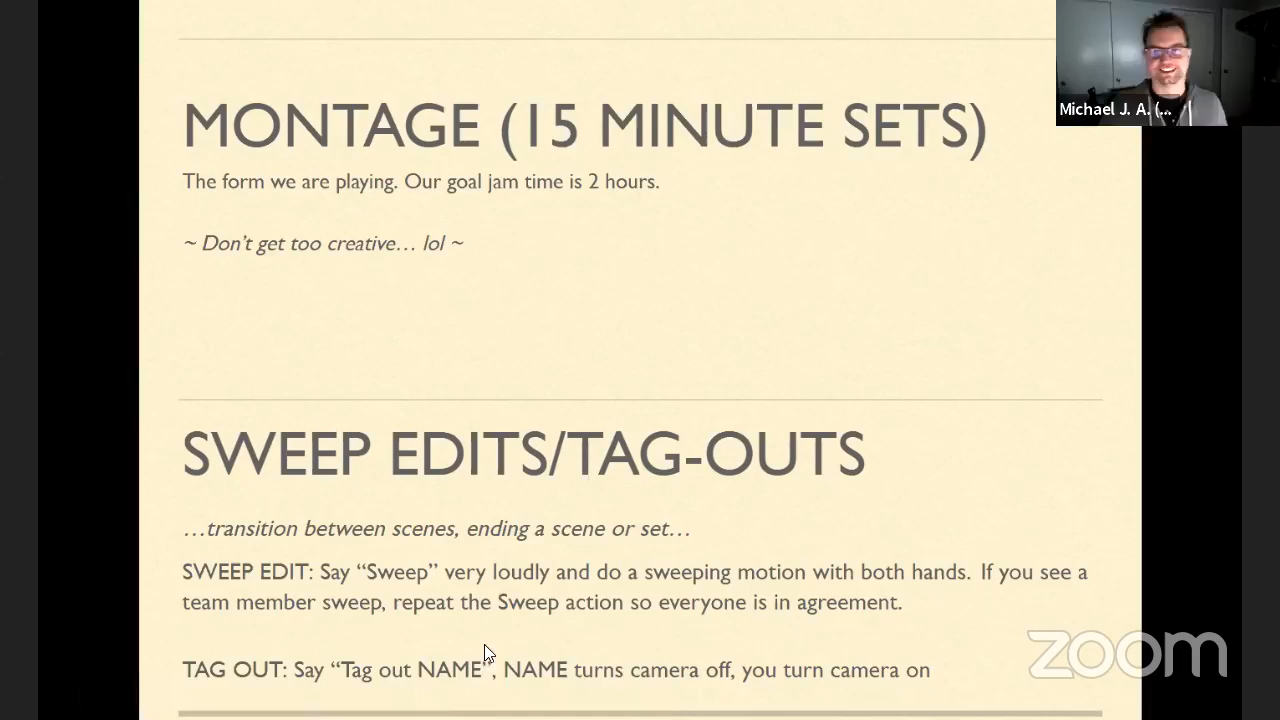 MONTAGE (15 MINUTE SETS)
The form we are playing. Our goal jam time is 2 hours.
~ Don't get too creative… lol ~
SWEEP EDITS/TAG-OUTS
…transition between scenes, ending a scene or set…
SWEEP EDIT: Say “Sweep” very loudly and do a sweeping motion with both hands. If you see a
team member sweep, repeat the Sweep action so everyone is in agreement.
TAG OUT: Say “Tag out NAME”, NAME turns camera off, you turn camera on
Michael J. A. (...
zoom